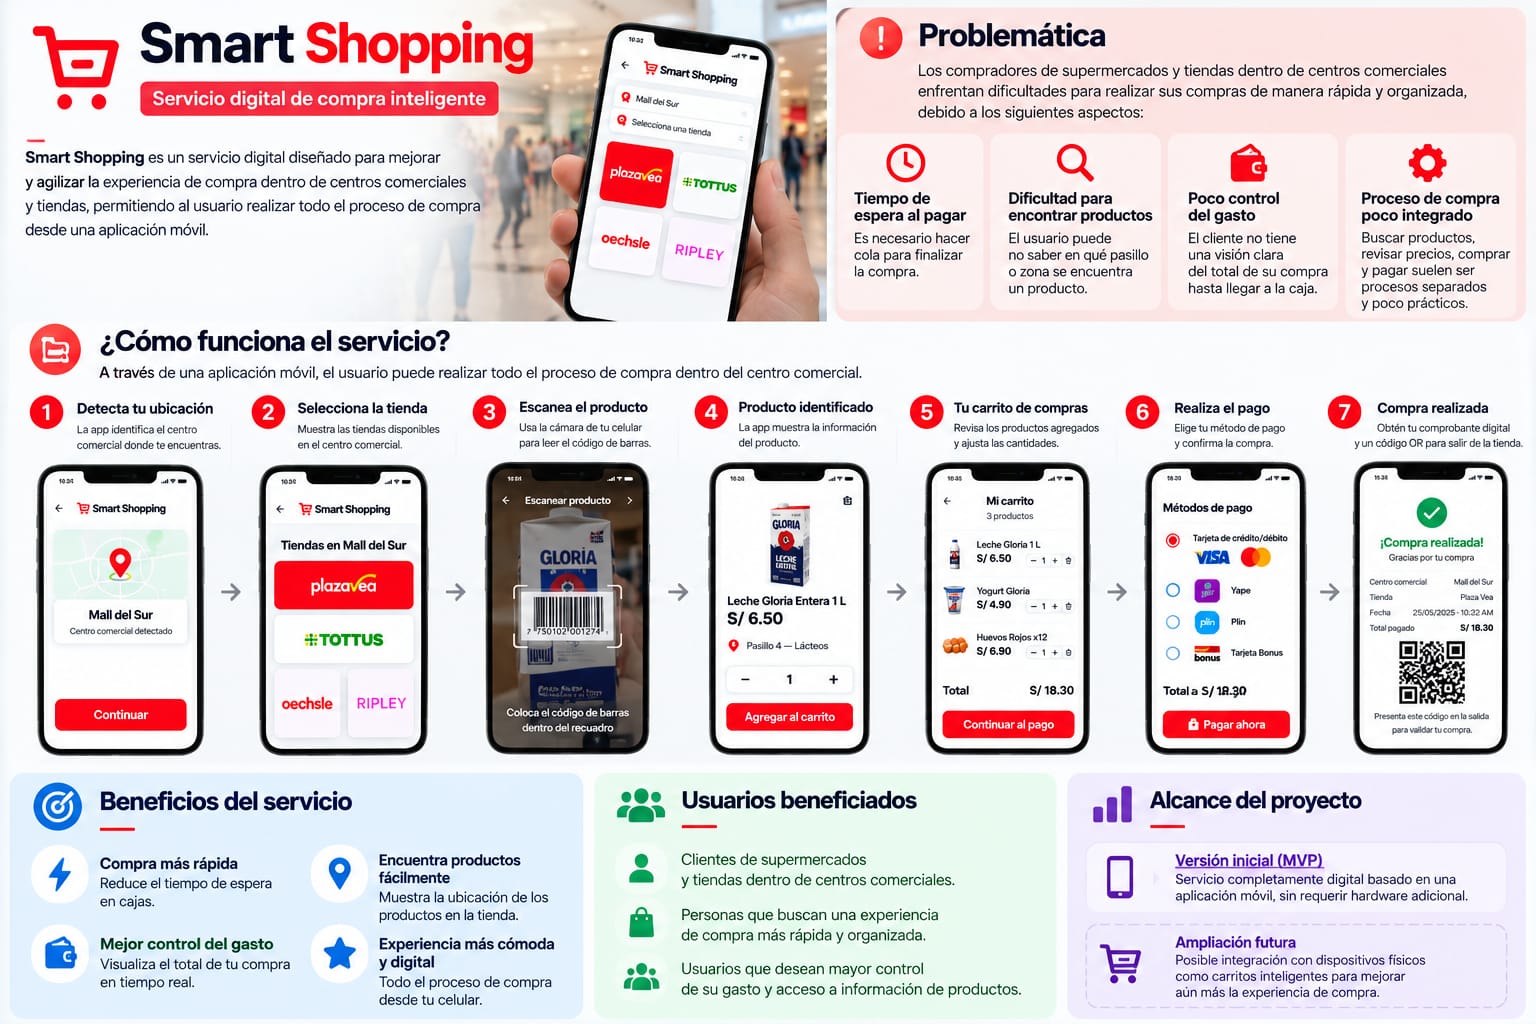 Smart Shopping
Servicio digital de compra inteligente
Smart Shopping es un servicio digital diseñado para mejorar
y agilizar la experiencia de compra dentro de centros comerciales
y tiendas, permitiendo al usuario realizar todo el proceso de compra
desde una aplicación móvil.
Smart Shopping
Mall del Sur
Selecciona una tienda
plazavea
TOTTUS
oechsle
RIPLEY
Problemática
Los compradores de supermercados y tiendas dentro de centros comerciales
enfrentan dificultades para realizar sus compras de manera rápida y organizada,
debido a los siguientes aspectos:
Tiempo de
espera al pagar
Es necesario hacer
cola para finalizar
la compra.
Dificultad para
encontrar productos
El usuario puede
no saber en qué pasillo
o zona se encuentra
un producto.
Poco control
del gasto
El cliente no tiene
una visión clara
del total de su compra
hasta llegar a la caja.
Proceso de compra
poco integrado
Buscar productos,
revisar precios, comprar
y pagar suelen ser
procesos separados
y poco prácticos.
¿Cómo funciona el servicio?
A través de una aplicación móvil, el usuario puede realizar todo el proceso de compra dentro del centro comercial.
1
Detecta tu ubicación
La app identifica el centro
comercial donde te encuentras.
Smart Shopping
Mall del Sur
Centro comercial detectado
Continuar
2
Selecciona la tienda
Muestra las tiendas disponibles
en el centro comercial.
Smart Shopping
Tiendas en Mall del Sur
plazavea
TOTTUS
oechsle
RIPLEY
3
Escanea el producto
Usa la cámara de tu celular
para leer el código de barras.
Escanear producto
GLORIA
7 750102 001274
Coloca el código de barras
dentro del recuadro
4
Producto identificado
La app muestra la información
del producto.
GLORIA
LECHE
Leche Gloria Entera 1 L
S/ 6.50
Pasillo 4 — Lácteos
− 1 +
Agregar al carrito
5
Tu carrito de compras
Revisa los productos agregados
y ajusta las cantidades.
Mi carrito
3 productos
Leche Gloria 1 L
S/ 6.50
− 1 +
Yogurt Gloria
S/ 4.90
− 1 +
Huevos Rojos x12
S/ 6.90
− 1 +
Total S/ 18.30
Continuar al pago
6
Realiza el pago
Elige tu método de pago
y confirma la compra.
Métodos de pago
Tarjeta de crédito/débito
VISA
Yape
plin
Plin
bonus
Tarjeta Bonus
Total a S/
Pagar ahora
7
Compra realizada
Obtén tu comprobante digital
y un código QR para salir de la tienda.
¡Compra realizada!
Gracias por tu compra
Centro comercial Mall del Sur
Tienda Plaza Vea
Fecha 25/05/2025 - 10:32 AM
Total pagado S/ 18.30
Presenta este código en la salida
para validar tu compra.
Beneficios del servicio
Compra más rápida
Reduce el tiempo de espera
en cajas.
Encuentra productos
fácilmente
Muestra la ubicación de los
productos en la tienda.
Mejor control del gasto
Visualiza el total de tu compra
en tiempo real.
Experiencia más cómoda
y digital
Todo el proceso de compra
desde tu celular.
Usuarios beneficiados
Clientes de supermercados
y tiendas dentro de centros comerciales.
Personas que buscan una experiencia
de compra más rápida y organizada.
Usuarios que desean mayor control
de su gasto y acceso a información de productos.
Alcance del proyecto
Versión inicial (MVP)
Servicio completamente digital basado en una
aplicación móvil, sin requerir hardware adicional.
Ampliación futura
Posible integración con dispositivos físicos
como carritos inteligentes para mejorar
aún más la experiencia de compra.